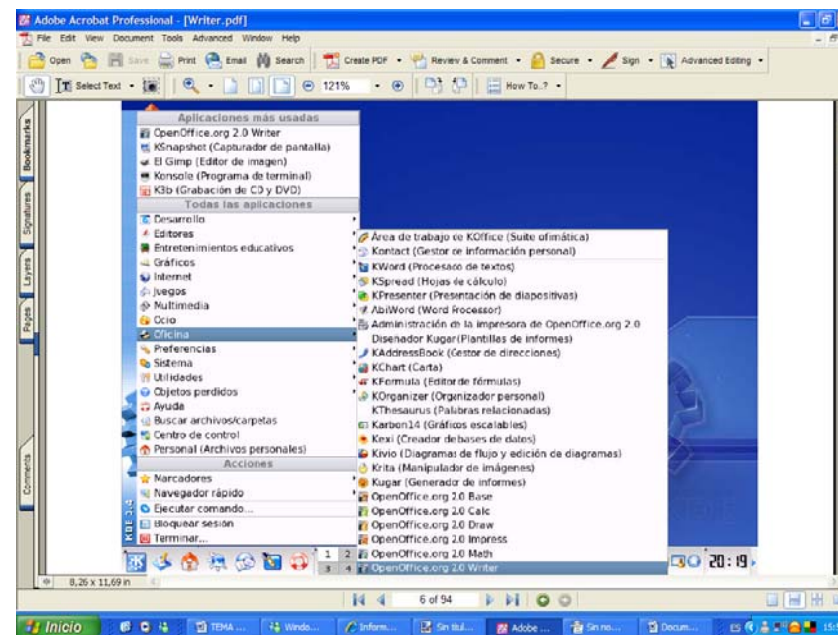 Adobe Acrobat Professional - [Writer.pdf]
File Edit View Document Tools Advanced Window Help
Open Save Print Email Search Create PDF Review & Comment Secure Sign Advanced Editing
Select Text 121% How To..?
Bookmarks
Signatures
Layers
Pages
Comments
Aplicaciones más usadas
OpenOffice.org 2.0 Writer
KSnapshot (Capturador de pantalla)
El Gimp (Editor de imagen)
Konsole (Programa de terminal)
K3b (Grabación de CD y DVD)
Todas las aplicaciones
Desarrollo
Editores
Entretenimientos educativos
Gráficos
Internet
Juegos
Multimedia
Ocio
Oficina
Preferencias
Sistema
Utilidades
Objetos perdidos
Ayuda
Buscar archivos/carpetas
Centro de control
Personal (Archivos personales)
Acciones
Marcadores
Navegador rápido
Ejecutar comando...
Bloquear sesión
Terminar...
KDE 3.4
Área de trabajo de KOffice (Suite ofimática)
Kontact (Gestor de información personal)
KWord (Procesado de textos)
KSpread (Hojas de cálculo)
KPresenter (Presentación de diapositivas)
AbiWord (Word Processor)
Administración de la impresora de OpenOffice.org 2.0
Disenador Kugar(Plantillas de informes)
KAddressBook (Gestor de direcciones)
KChart (Carta)
KFormula (Editor de fórmulas)
KOrganizer (Organizador personal)
KThesaurus (Palabras relacionadas)
Karbon14 (Gráficos escalables)
Kexi (Creador de bases de datos)
Kivio (Diagramas de flujo y edición de diagramas)
Krita (Manipulador de imágenes)
Kugar (Generador de informes)
OpenOffice.org 2.0 Base
OpenOffice.org 2.0 Calc
OpenOffice.org 2.0 Draw
OpenOffice.org 2.0 Impress
OpenOffice.org 2.0 Math
OpenOffice.org 2.0 Writer
1 2
3 4
20:19
8,26 x 11,69 in
6 of 94
Inicio TEMA ... Windo... Inform... Sin títul... Adobe ... Sin no... Docum... ES